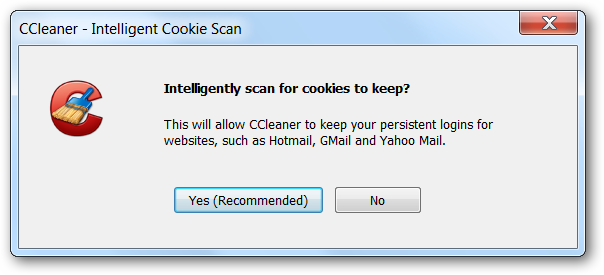 CCleaner - Intelligent Cookie Scan
Intelligently scan for cookies to keep?
This will allow CCleaner to keep your persistent logins for
websites, such as Hotmail, GMail and Yahoo Mail.
Yes (Recommended)
No